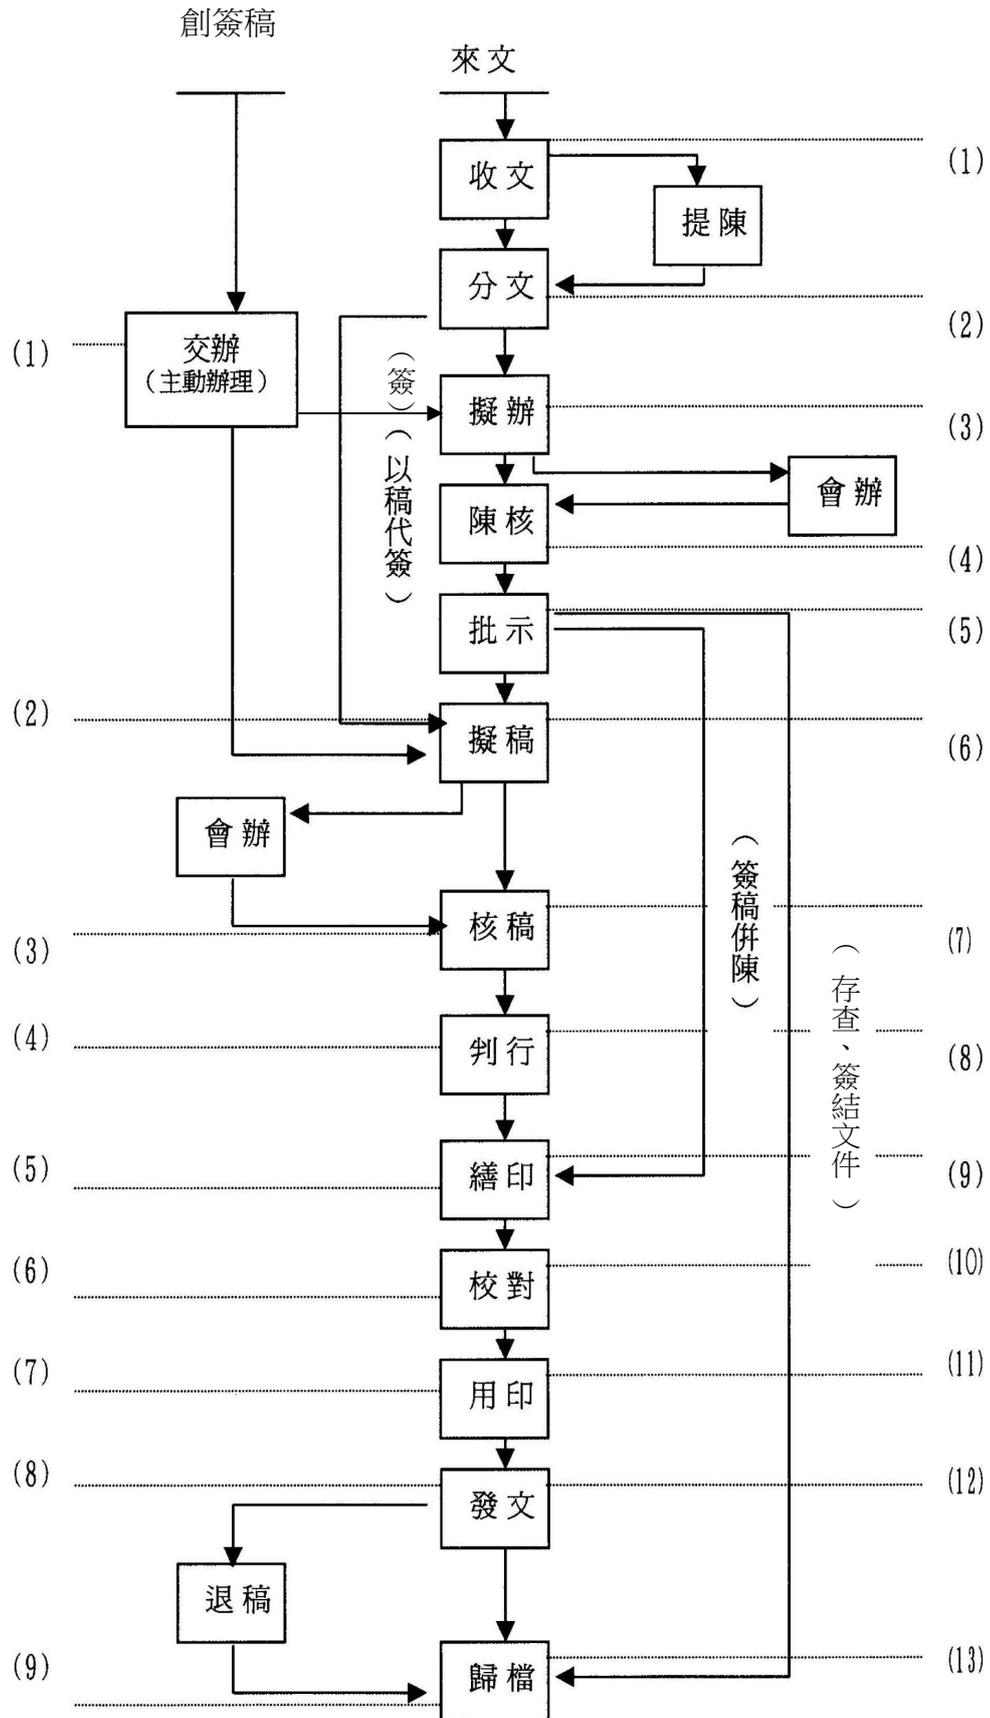 創簽稿
來文
收文
(1)
提陳
分文
(2)
(1)
交辦
（主動辦理）
（簽）
（以稿代簽）
擬辦
(3)
會辦
陳核
(4)
批示
(5)
(2)
擬稿
(6)
會辦
（簽稿併陳）
（存查、簽結文件）
核稿
(7)
(3)
(4)
判行
(8)
(5)
繕印
(9)
(6)
校對
(10)
(7)
用印
(11)
(8)
發文
(12)
退稿
(9)
歸檔
(13)